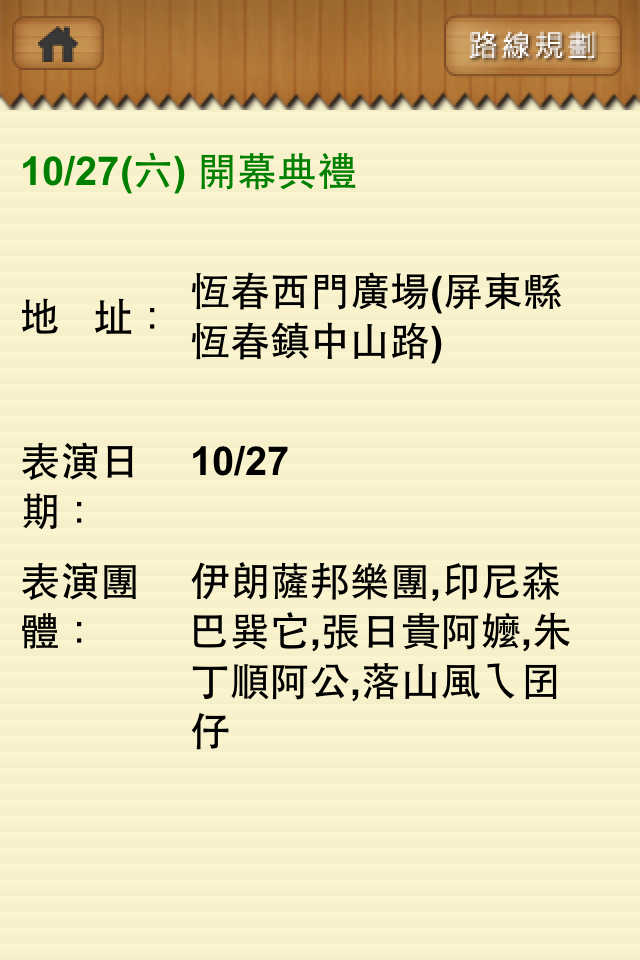 路線規劃
10/27(六) 開幕典禮
地 址：
恆春西門廣場(屏東縣
恆春鎮中山路)
表演日
期：
10/27
表演團
體：
伊朗薩邦樂團,印尼森
巴巽它,張日貴阿嬤,朱
丁順阿公,落山風ㄟ囝
仔